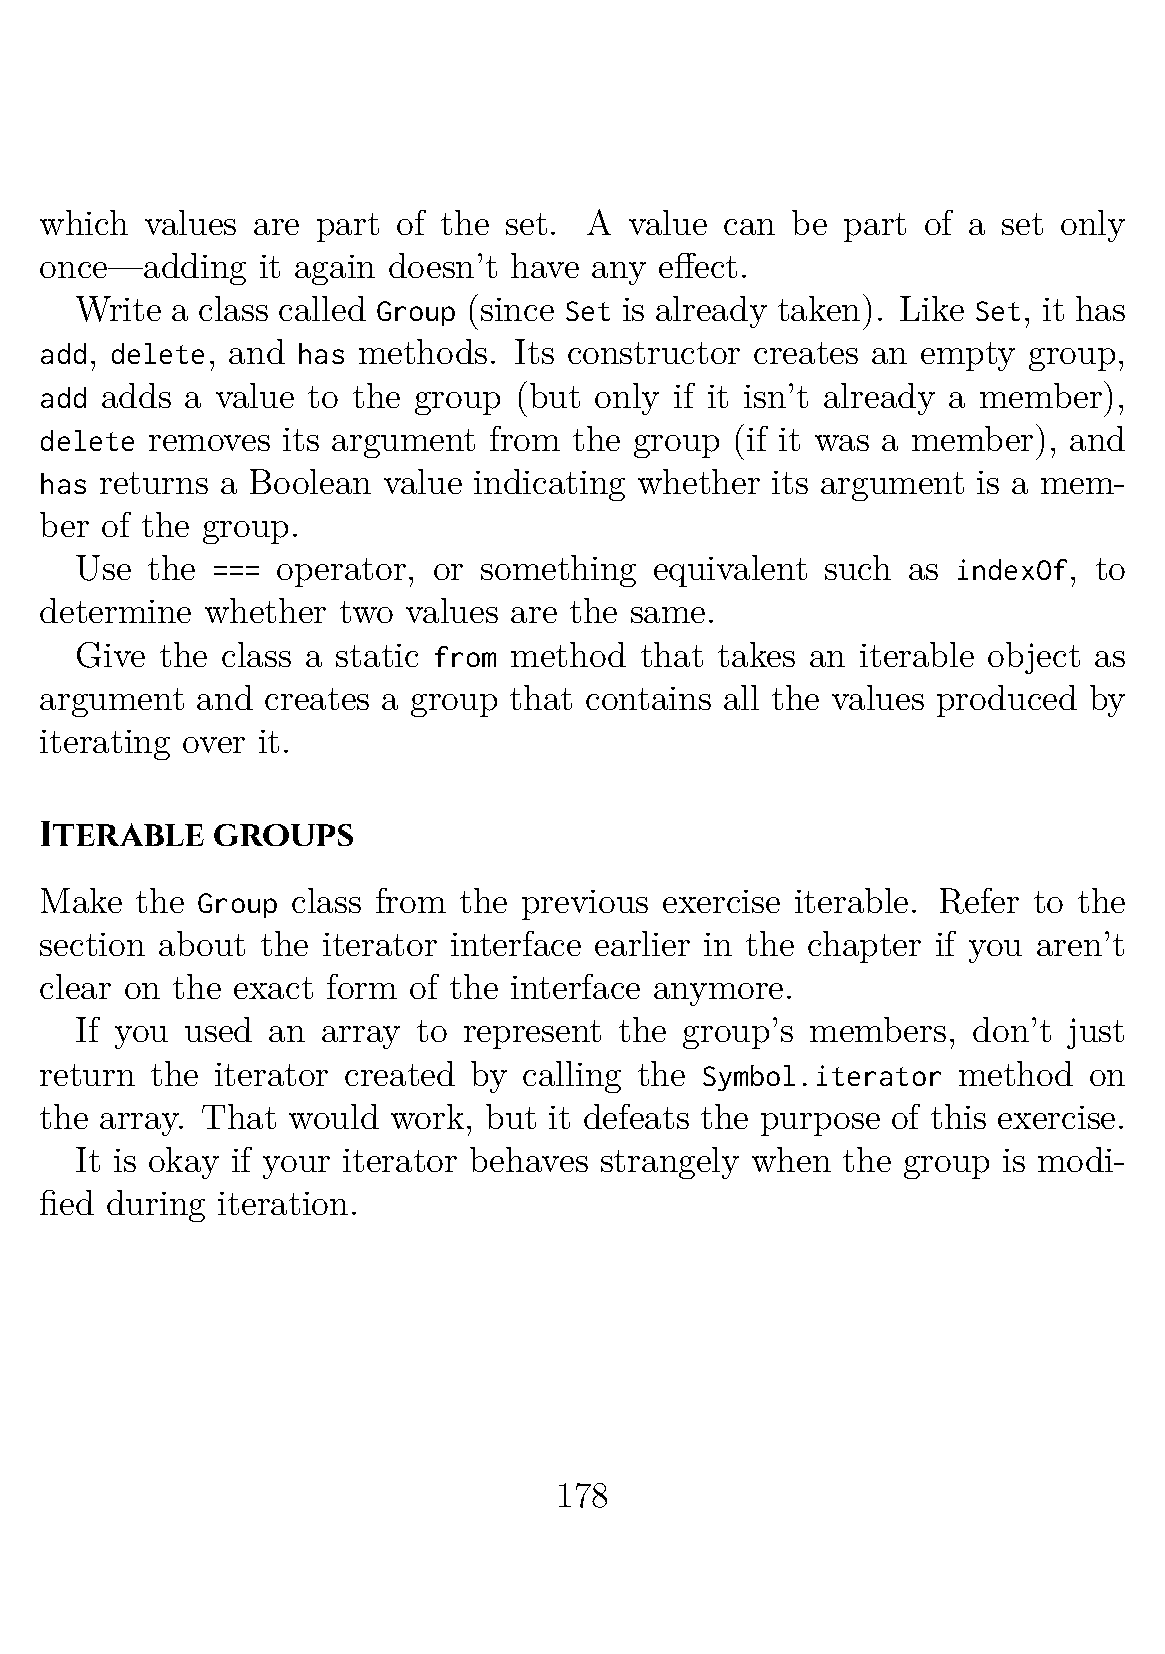 which values are part of the set. A value can be part of a set only
once—adding it again doesn't have any effect.
Write a class called Group (since Set is already taken). Like Set, it has
add, delete, and has methods. Its constructor creates an empty group,
add adds a value to the group (but only if it isn't already a member),
delete removes its argument from the group (if it was a member), and
has returns a Boolean value indicating whether its argument is a mem-
ber of the group.
Use the === operator, or something equivalent such as indexOf, to
determine whether two values are the same.
Give the class a static from method that takes an iterable object as
argument and creates a group that contains all the values produced by
iterating over it.
Iterable groups
Make the Group class from the previous exercise iterable. Refer to the
section about the iterator interface earlier in the chapter if you aren't
clear on the exact form of the interface anymore.
If you used an array to represent the group's members, don't just
return the iterator created by calling the Symbol.iterator method on
the array. That would work, but it defeats the purpose of this exercise.
It is okay if your iterator behaves strangely when the group is modi-
fied during iteration.
178